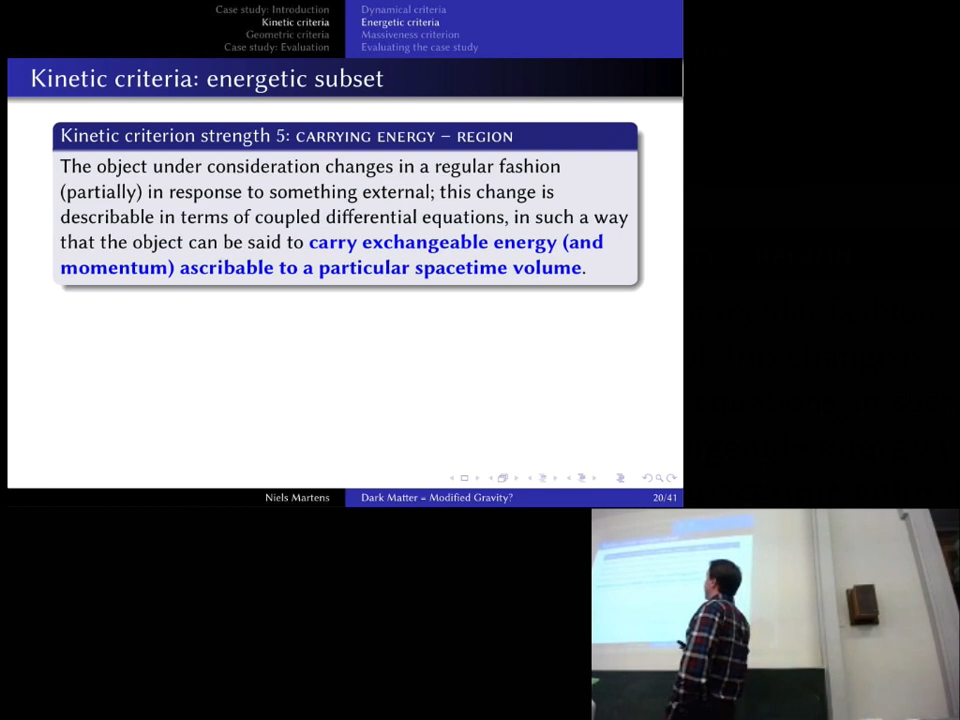 Case study: Introduction
Kinetic criteria
Geometric criteria
Case study: Evaluation
Dynamical criteria
Energetic criteria
Massiveness criterion
Evaluating the case study
Kinetic criteria: energetic subset
Kinetic criterion strength 5: CARRYING ENERGY – REGION
The object under consideration changes in a regular fashion
(partially) in response to something external; this change is
describable in terms of coupled differential equations, in such a way
that the object can be said to carry exchangeable energy (and
momentum) ascribable to a particular spacetime volume.
Niels Martens
Dark Matter = Modified Gravity?
20/41